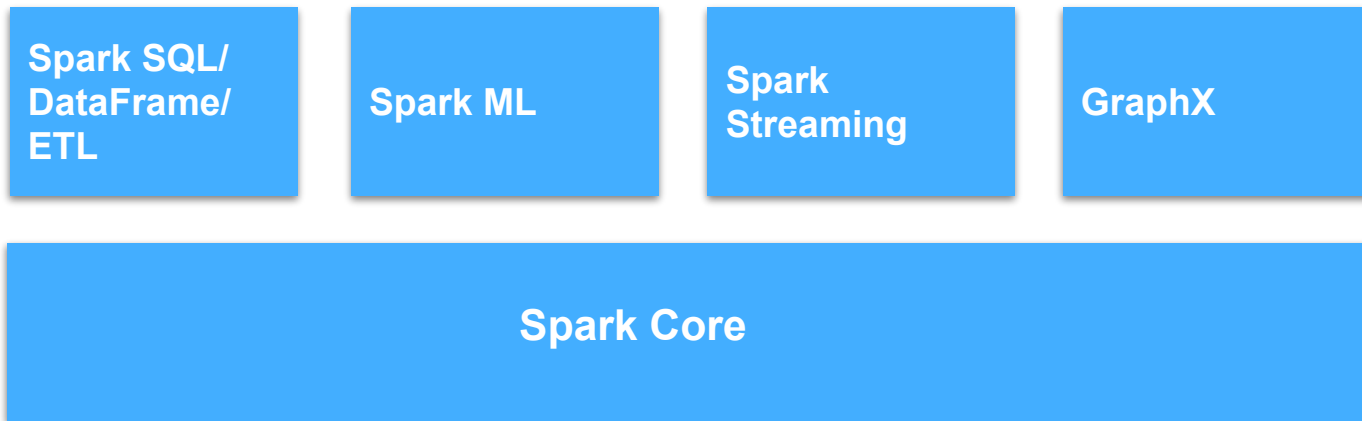 Spark SQL/
DataFrame/
ETL
Spark ML
Spark
Streaming
GraphX
Spark Core